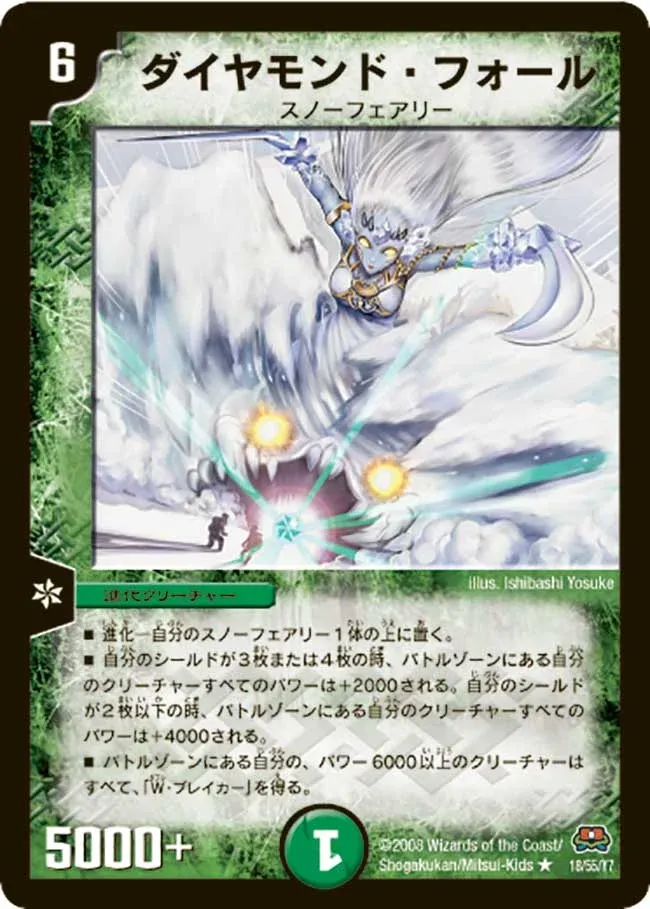 6
ダイヤモンド・フォール
スノーフェアリー
illus. Ishibashi Yosuke
進化クリーチャー
■ 進化－自分のスノーフェアリー1体の上に置く。
■ 自分のシールドが3枚または4枚の時、バトルゾーンにある自分
のクリーチャーすべてのパワーは+2000される。自分のシールド
が2枚以下の時、バトルゾーンにある自分のクリーチャーすべての
パワーは+4000される。
■ バトルゾーンにある自分の、パワー6000以上のクリーチャーは
すべて、「W・ブレイカー」を得る。
5000+
1
©2008 Wizards of the Coast/
Shogakukan/Mitsui-Kids ★
18/55/Y7